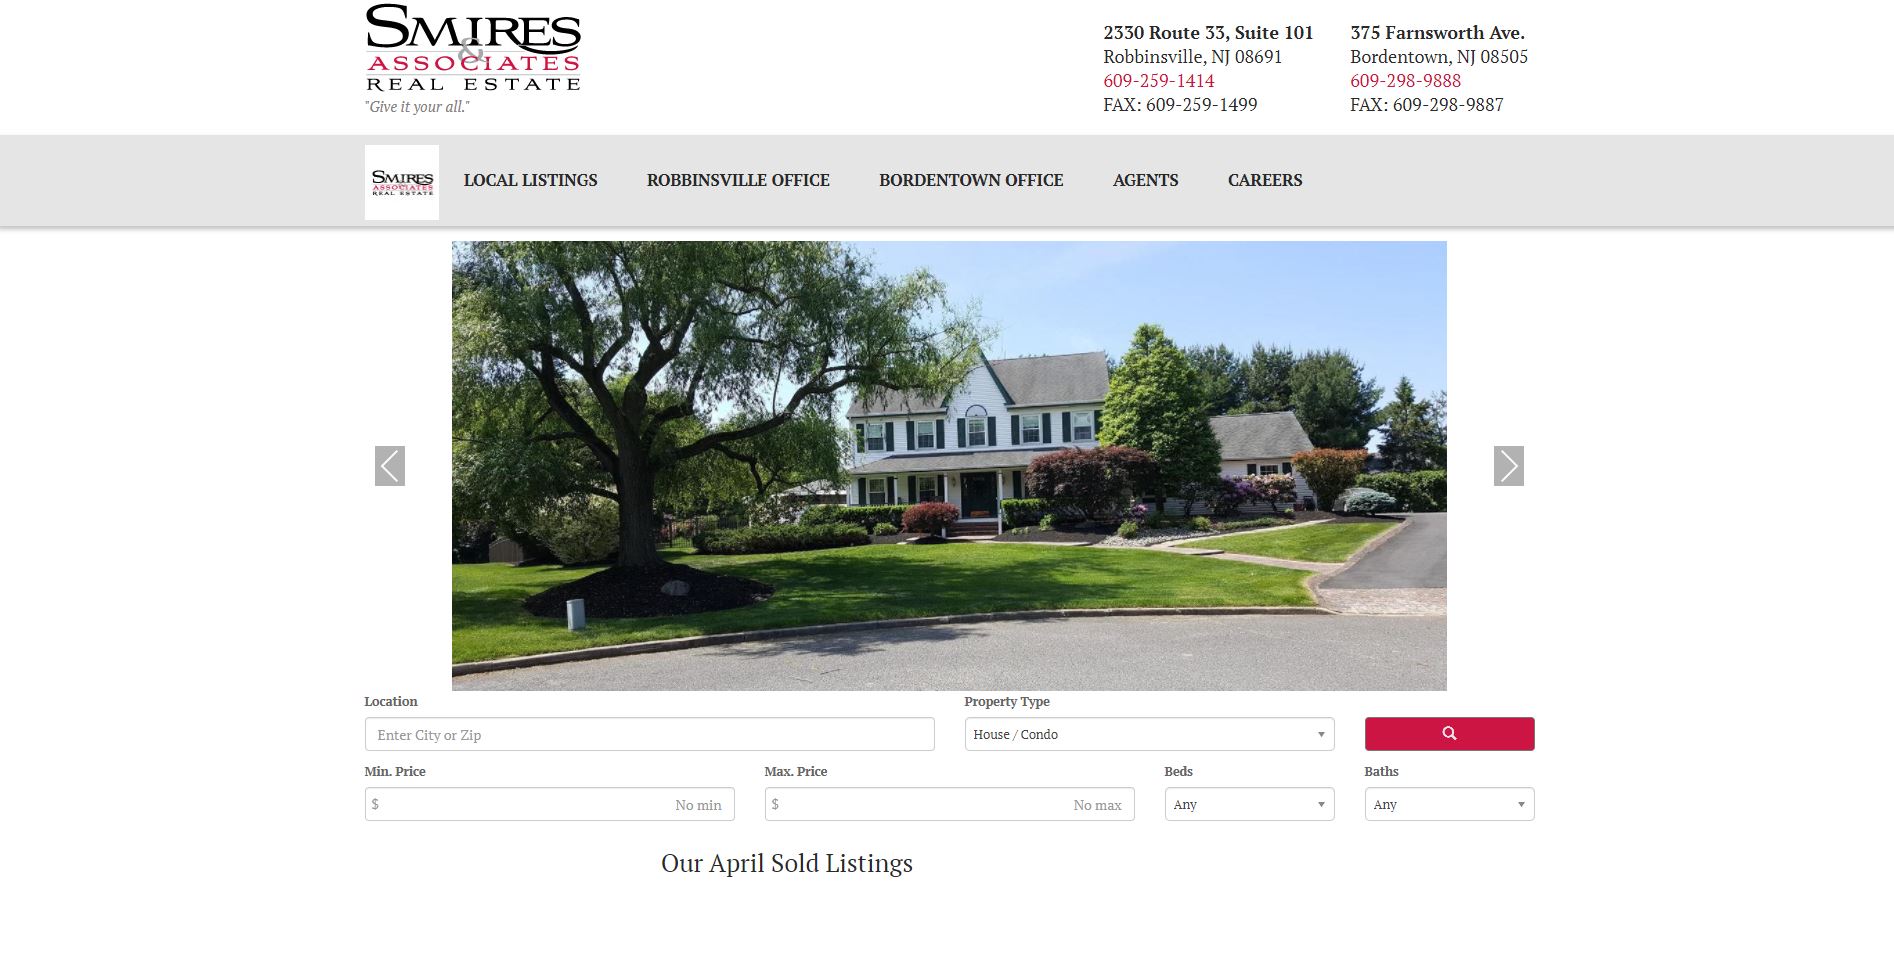 SMIRES
&
ASSOCIATES
REAL ESTATE
"Give it your all."
2330 Route 33, Suite 101
Robbinsville, NJ 08691
609-259-1414
FAX: 609-259-1499
375 Farnsworth Ave.
Bordentown, NJ 08505
609-298-9888
FAX: 609-298-9887
SMIRES
& ASSOCIATES
REAL ESTATE
LOCAL LISTINGS
ROBBINSVILLE OFFICE
BORDENTOWN OFFICE
AGENTS
CAREERS
Location
Enter City or Zip
Property Type
House / Condo
Min. Price
$ No min
Max. Price
$ No max
Beds
Any
Baths
Any
Our April Sold Listings